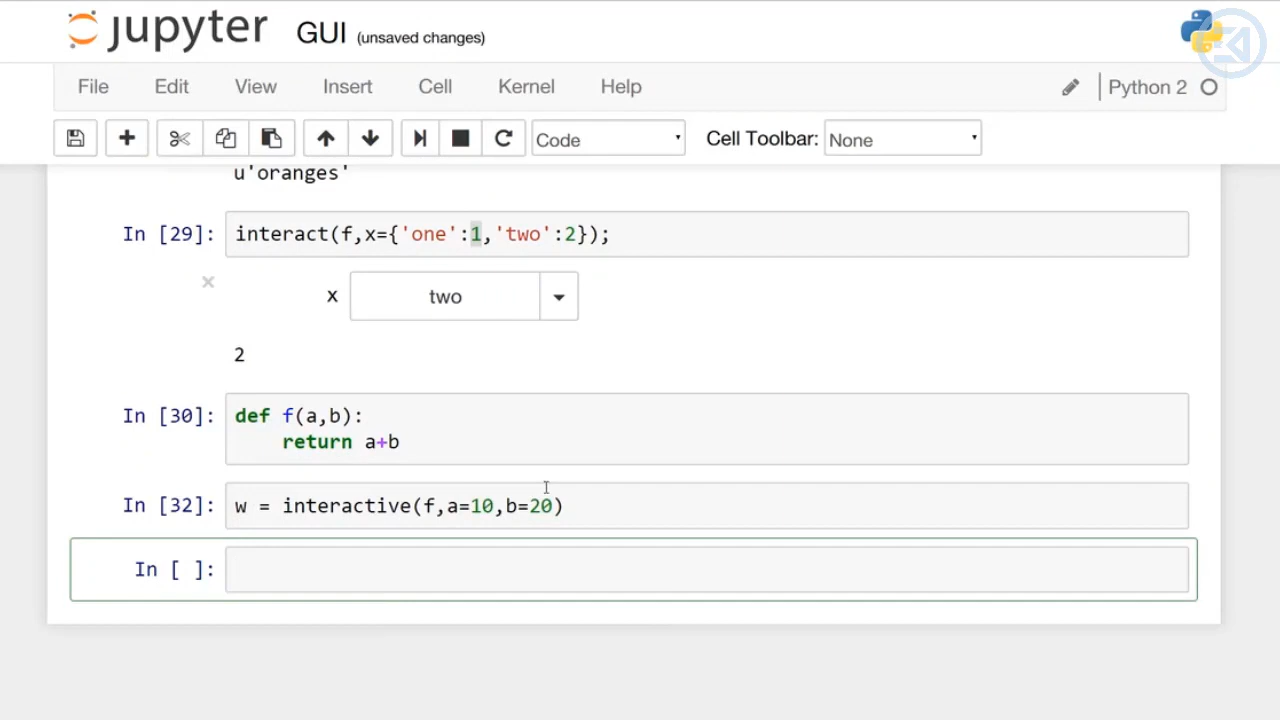 jupyter GUI (unsaved changes)
File Edit View Insert Cell Kernel Help Python 2
Code Cell Toolbar: None
u'oranges'
In [29]: interact(f,x={'one':1,'two':2});
x two
2
In [30]: def f(a,b):
return a+b
In [32]: w = interactive(f,a=10,b=20)
In [ ]: